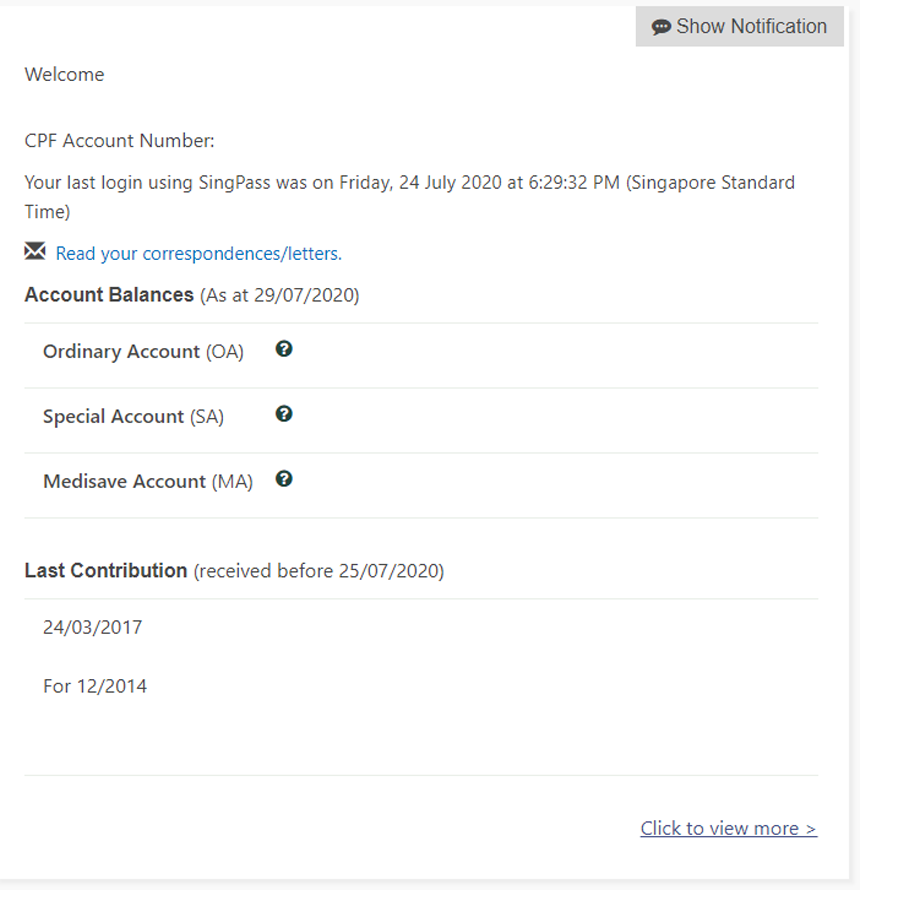 Show Notification
Welcome
CPF Account Number:
Your last login using SingPass was on Friday, 24 July 2020 at 6:29:32 PM (Singapore Standard
Time)
Read your correspondences/letters.
Account Balances (As at 29/07/2020)
Ordinary Account (OA) ?
Special Account (SA) ?
Medisave Account (MA) ?
Last Contribution (received before 25/07/2020)
24/03/2017
For 12/2014
Click to view more >